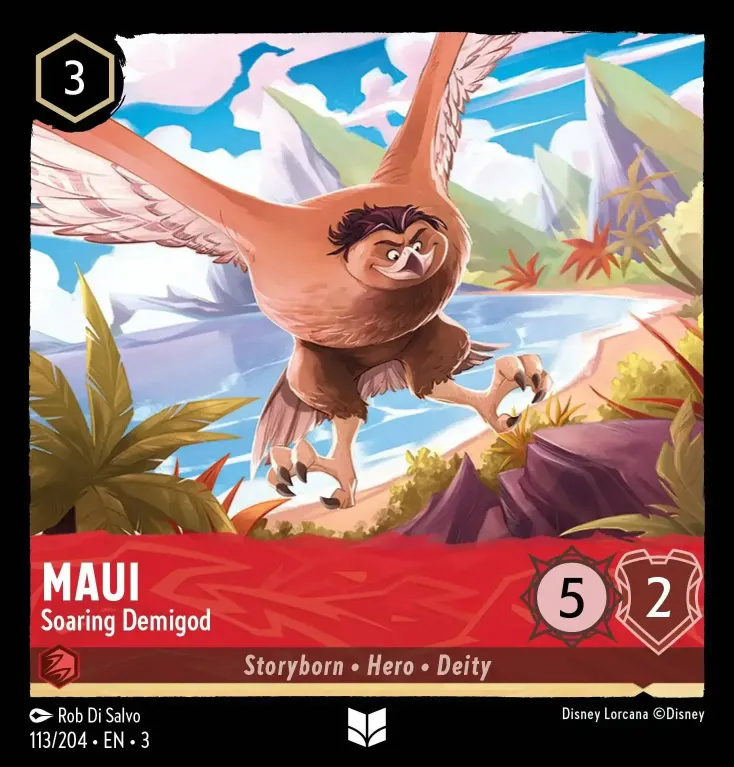 3
MAUI
Soaring Demigod
5
2
Storyborn • Hero • Deity
Rob Di Salvo
Disney Lorcana ©Disney
113/204 • EN • 3